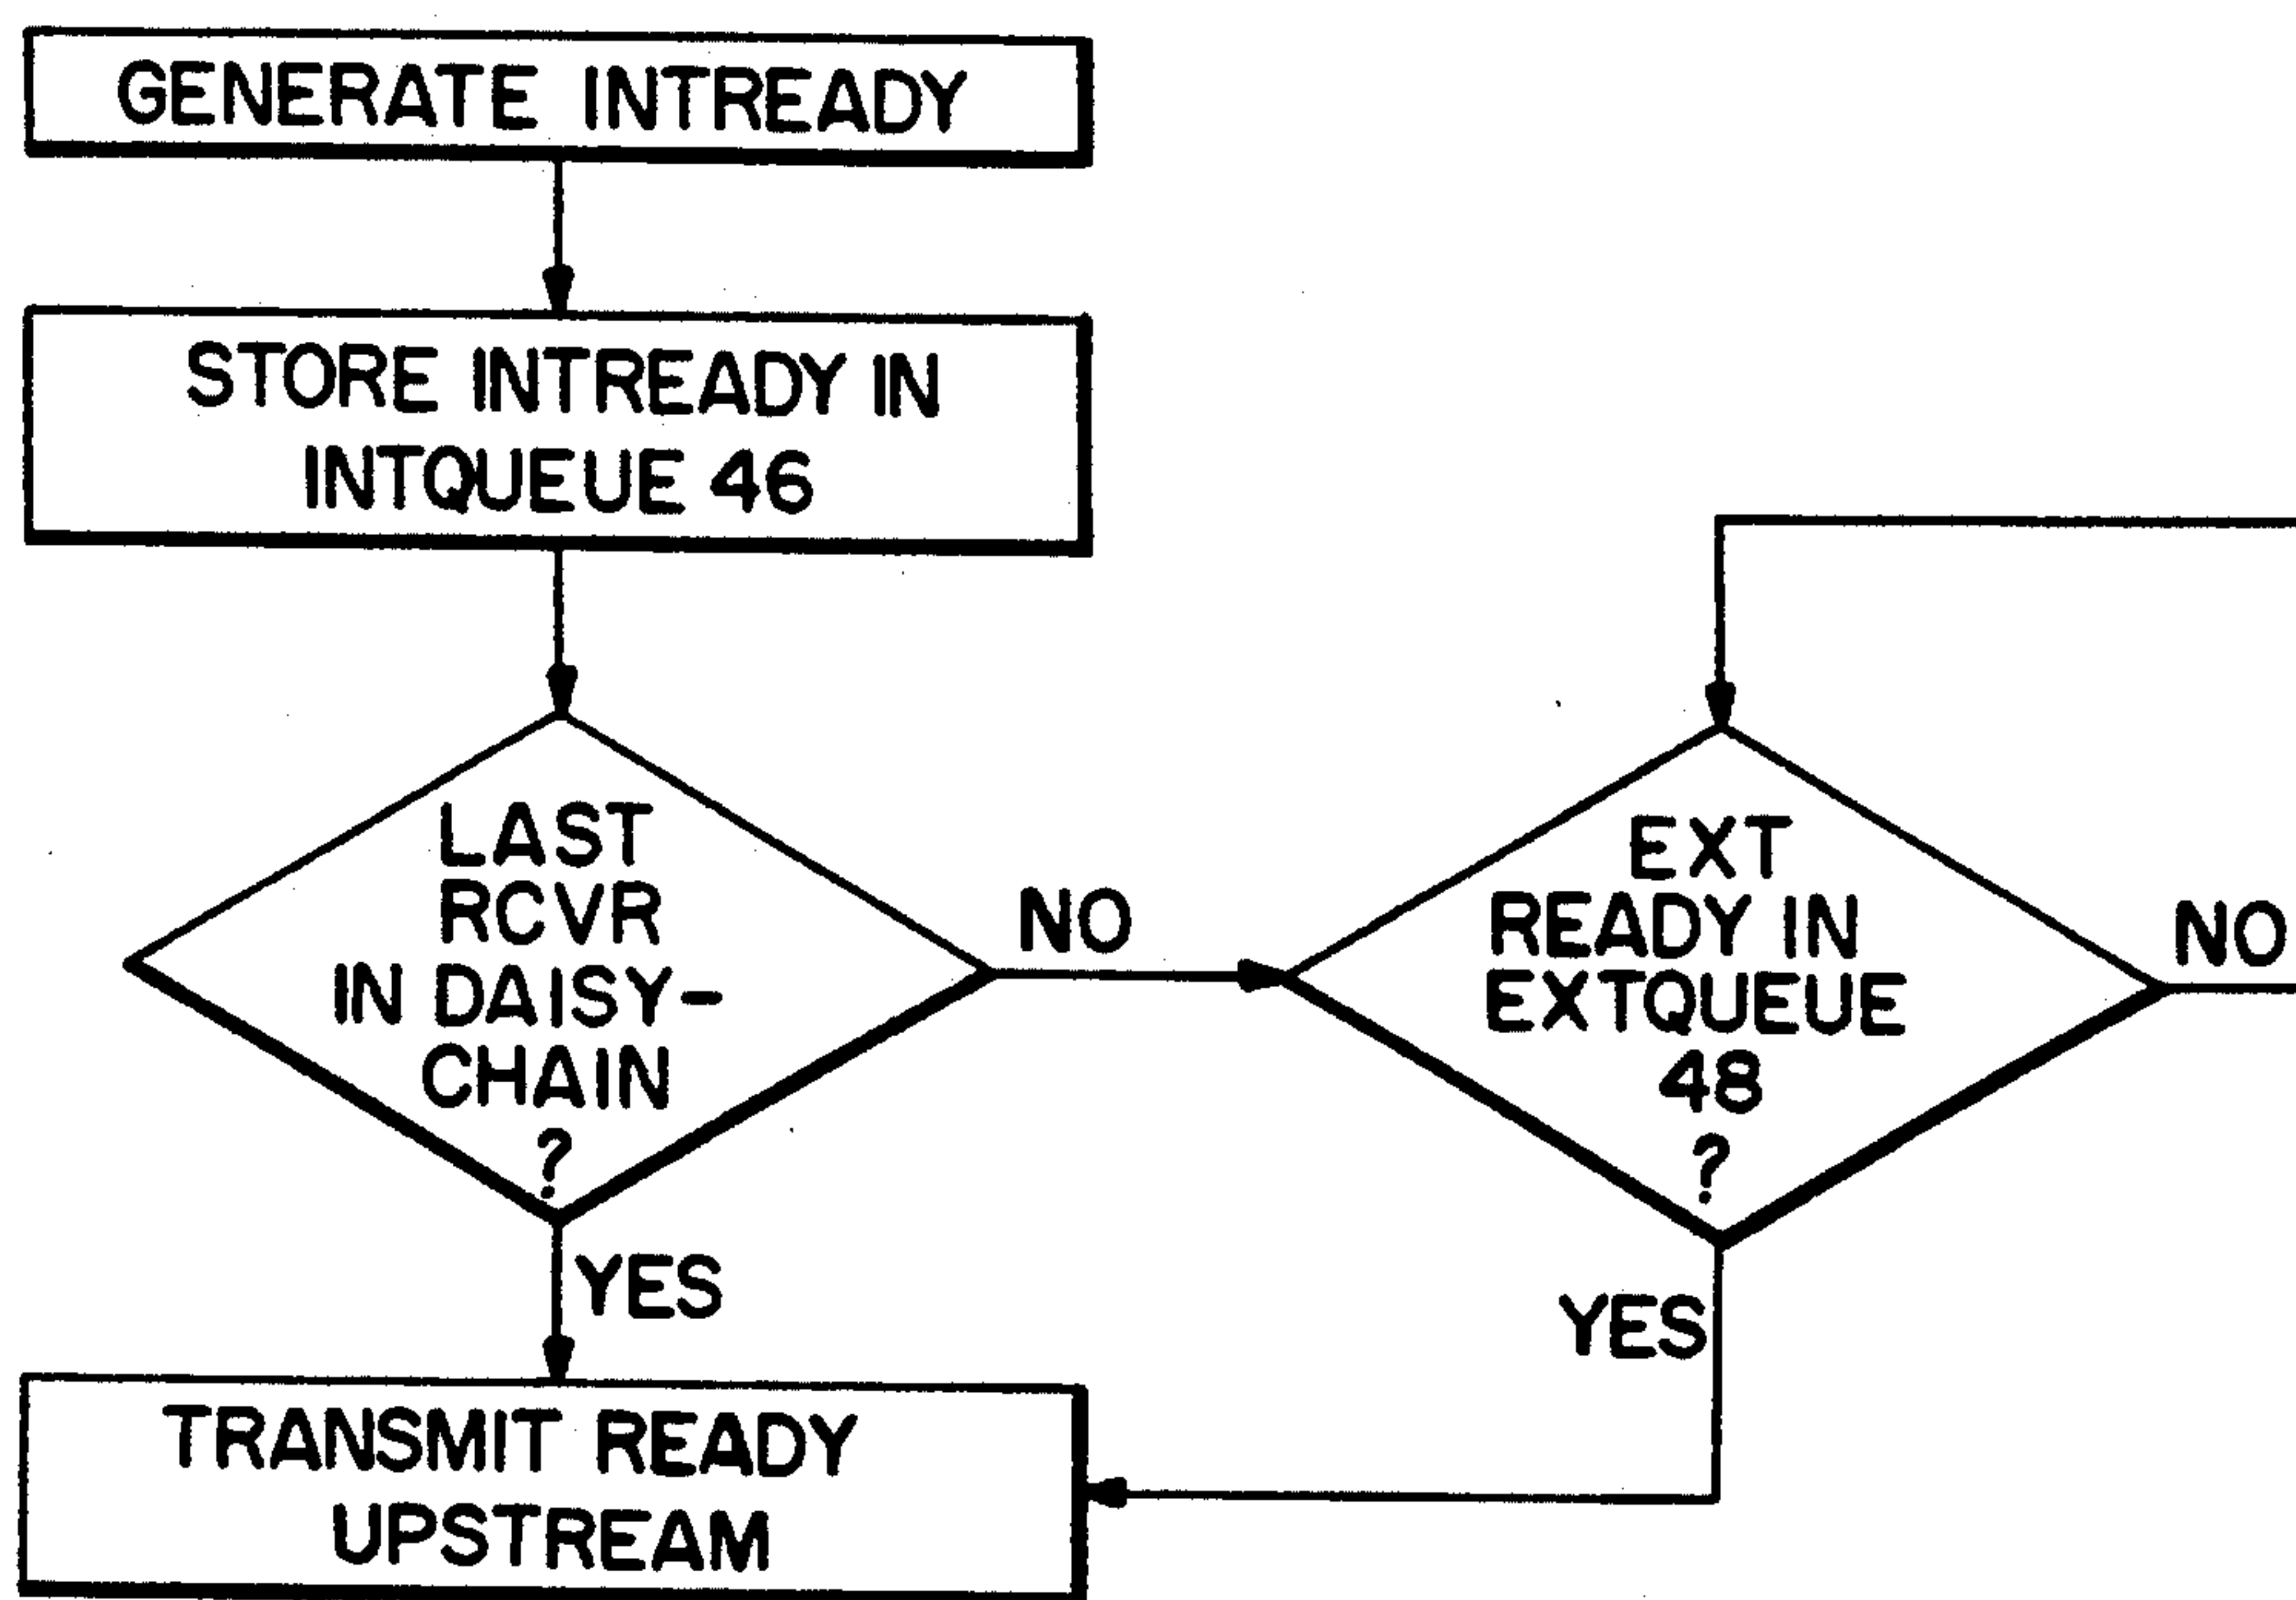 GENERATE INTREADY
STORE INTREADY IN
INTQUEUE 46
LAST
RCVR
IN DAISY-
CHAIN
?
NO
EXT
READY IN
EXTQUEUE
48
?
NO
YES
YES
TRANSMIT READY
UPSTREAM